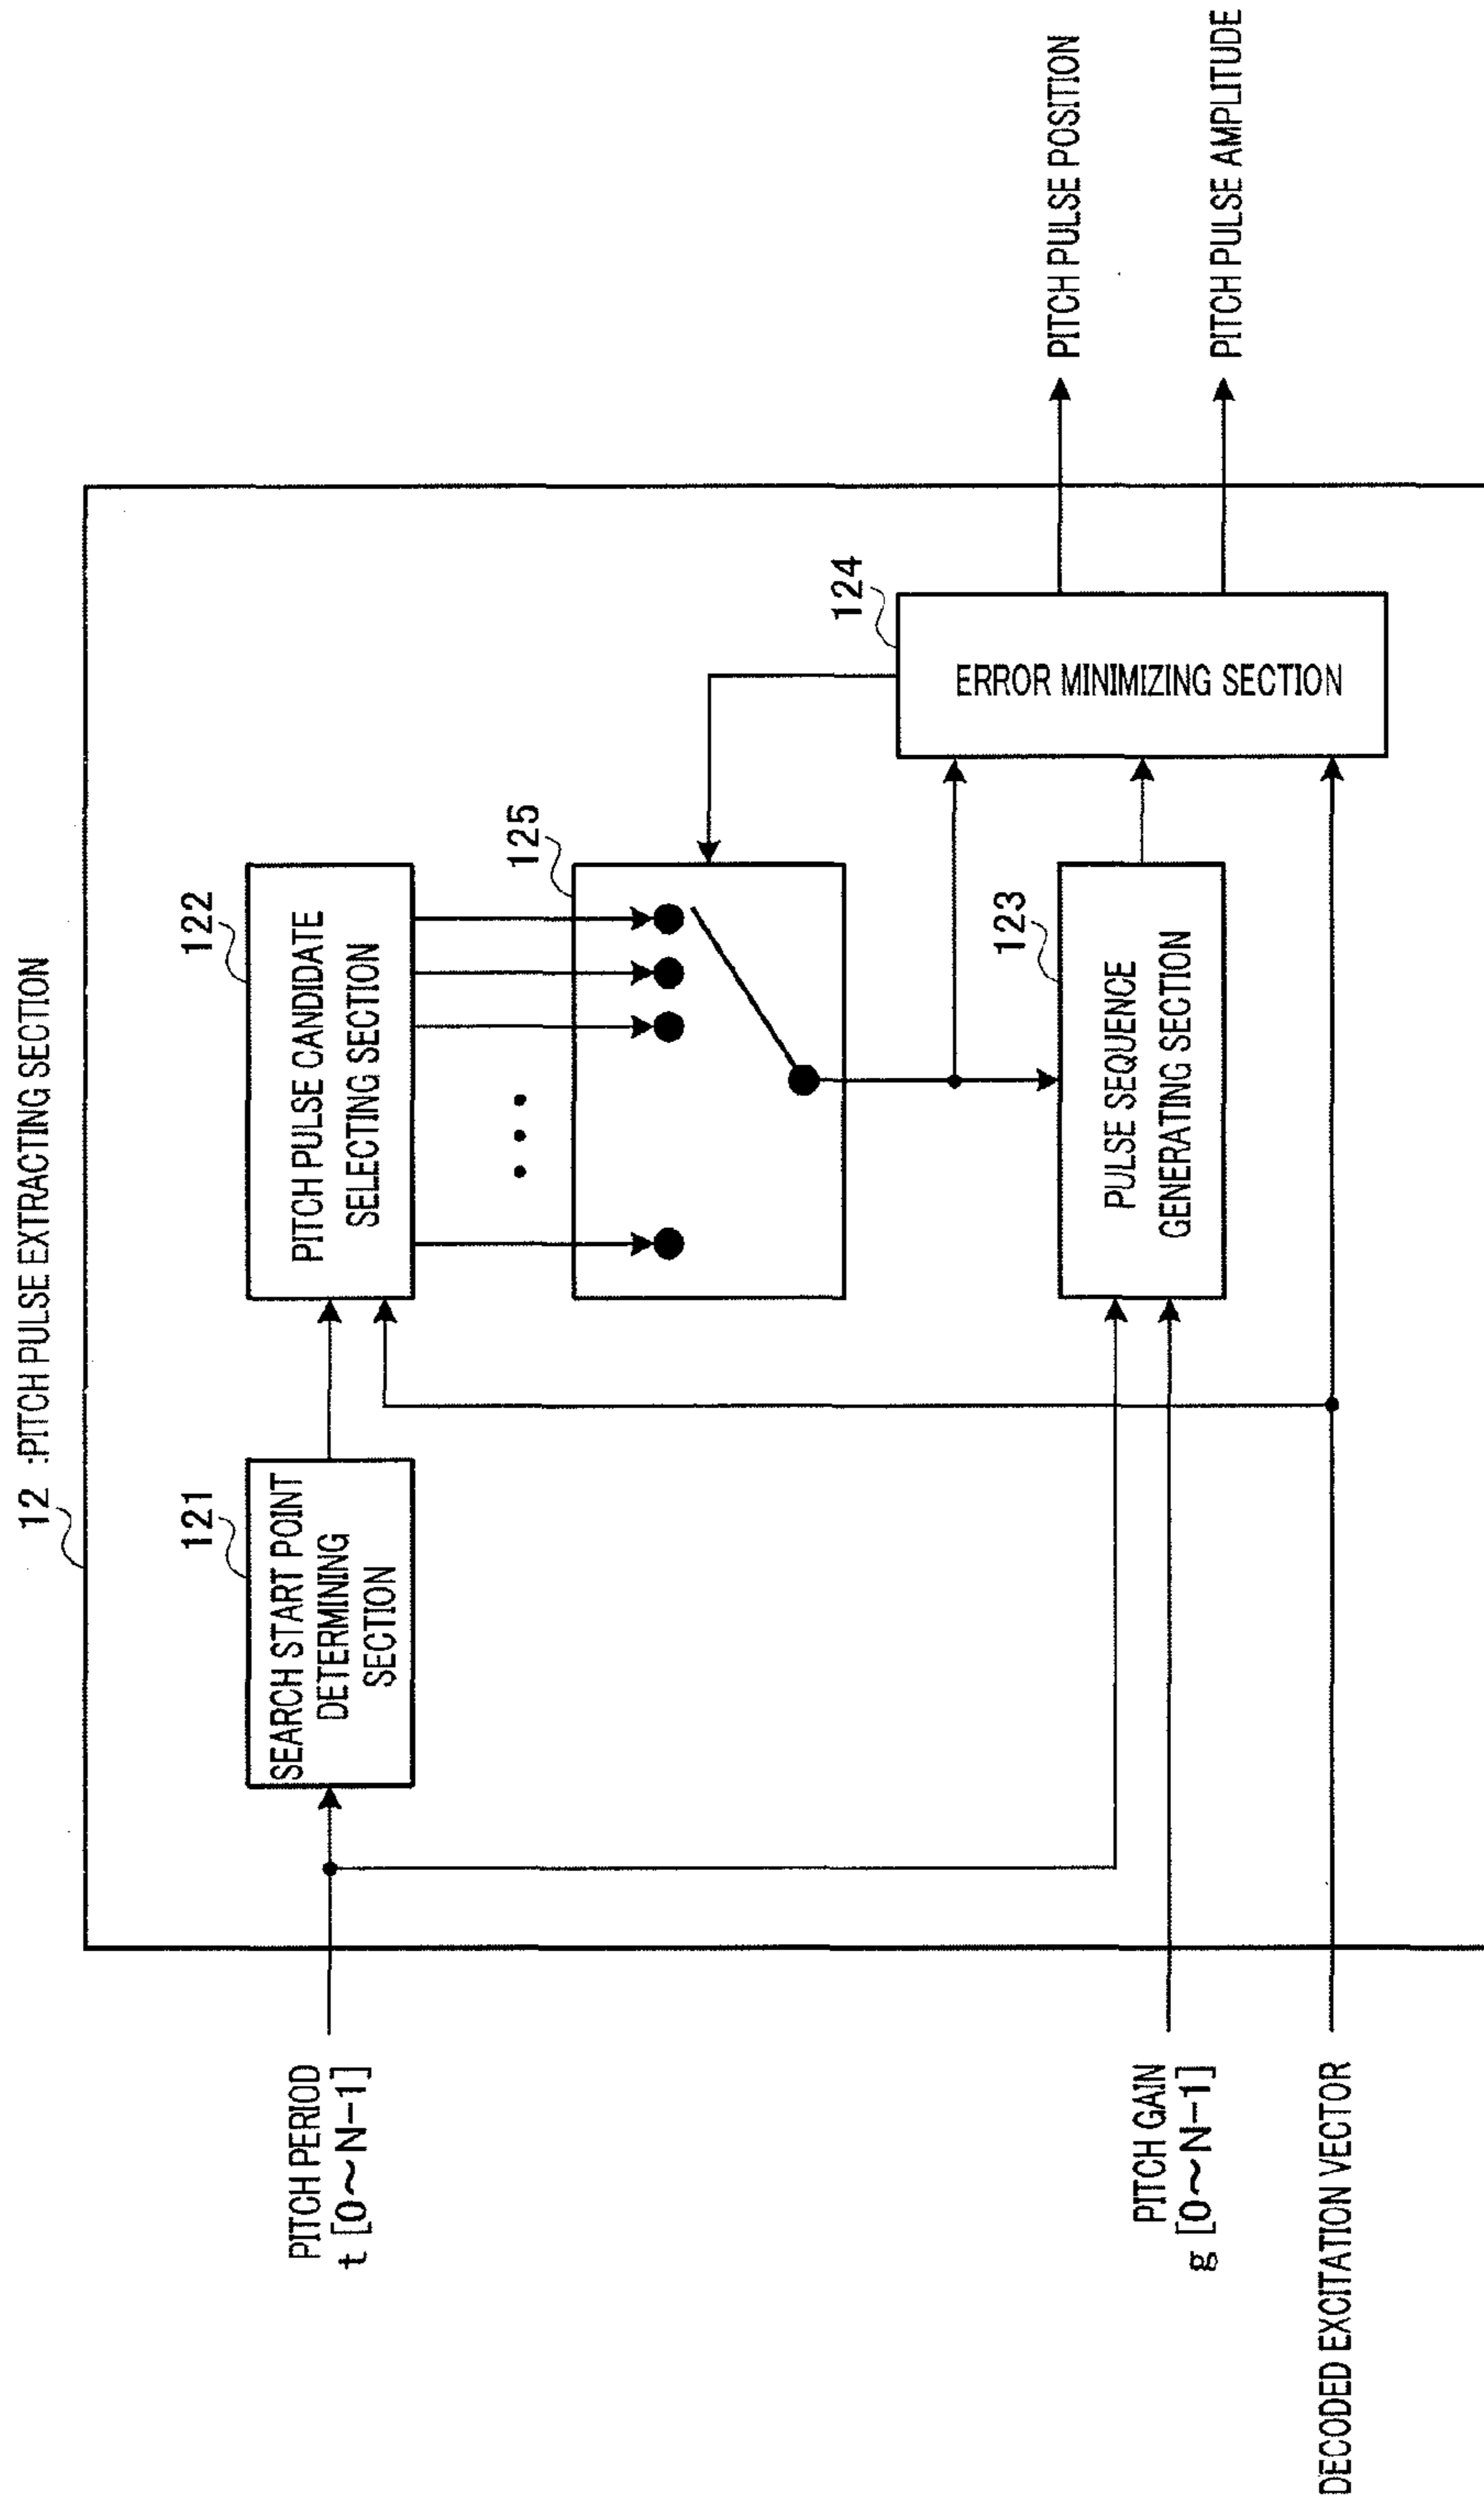 12 :PITCH PULSE EXTRACTING SECTION
121
SEARCH START POINT
DETERMINING
SECTION
122
PITCH PULSE CANDIDATE
SELECTING SECTION
125
• • •
123
PULSE SEQUENCE
GENERATING SECTION
124
ERROR MINIMIZING SECTION
PITCH PERIOD
t [0~N-1]
PITCH GAIN
g [0~N-1]
DECODED EXCITATION VECTOR
PITCH PULSE POSITION
PITCH PULSE AMPLITUDE